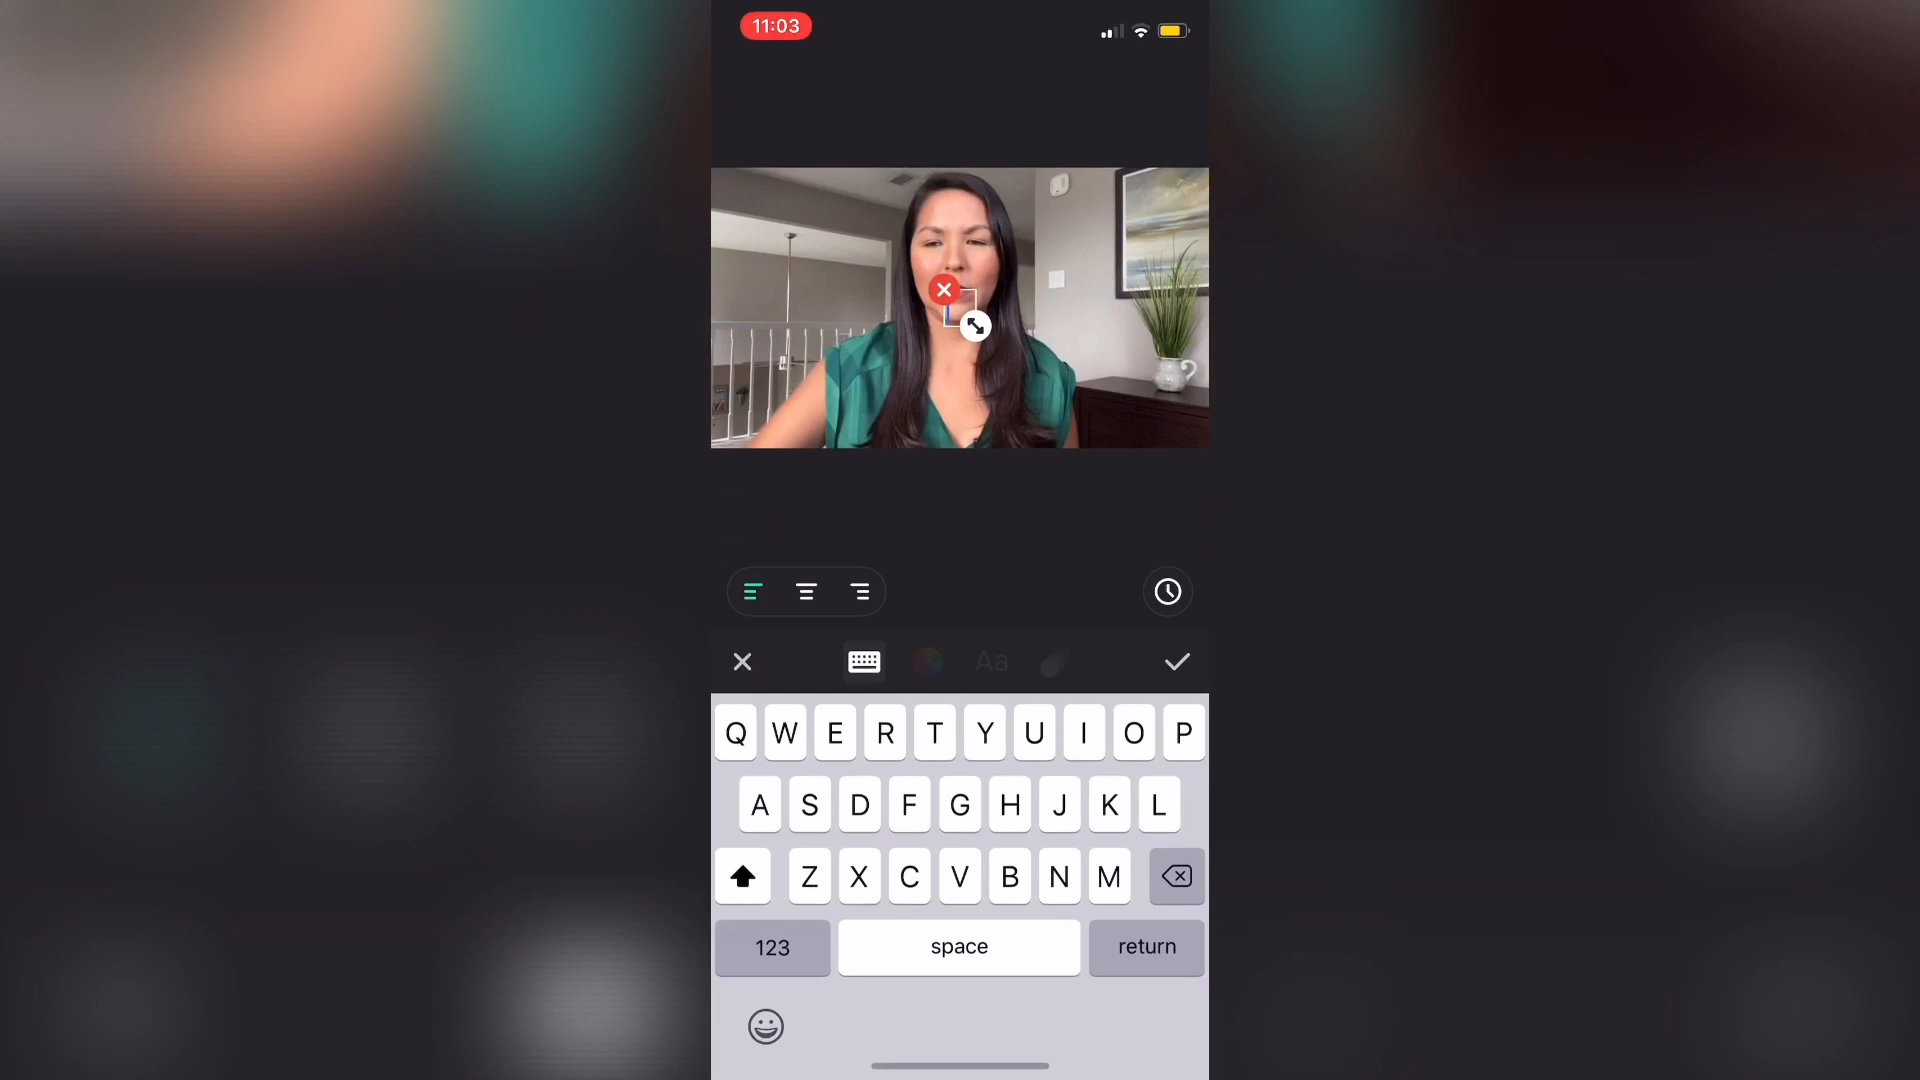 11:03
Aa
Q W E R T Y U I O P
A S D F G H J K L
Z X C V B N M
123 space return